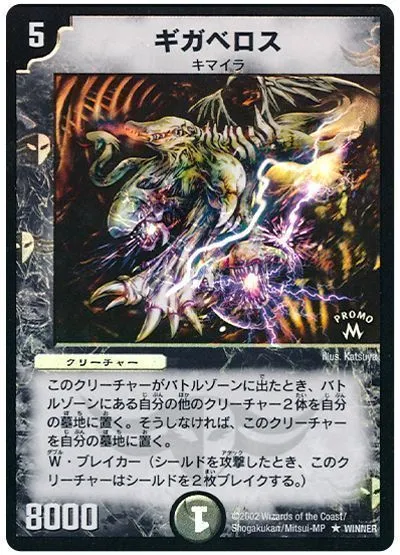 5
ギガベロス
キマイラ
PROMO
M
illus. Katsuya
クリーチャー
このクリーチャーがバトルゾーンに出たとき、バト
ルゾーンにある自分の他のクリーチャー2体を自分
の墓地に置く。そうしなければ、このクリーチャー
を自分の墓地に置く。
W・ブレイカー（シールドを攻撃したとき、このク
リーチャーはシールドを2枚ブレイクする。）
8000
1
©2002 Wizards of the Coast/
Shogakukan/Mitsui-MP ★ WINNER